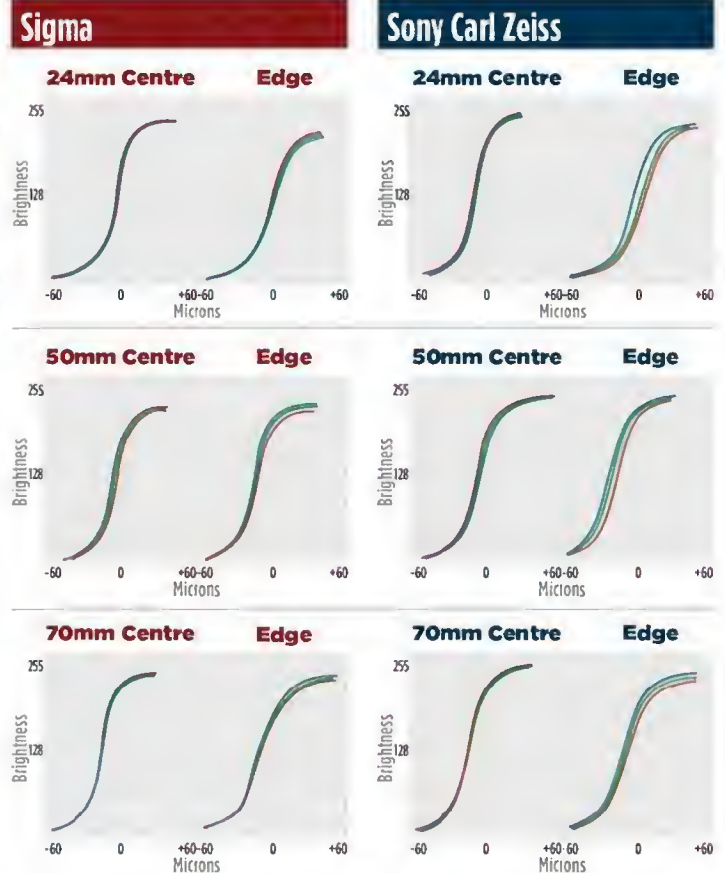 Sigma
Sony Carl Zeiss
24mm Centre Edge
24mm Centre Edge
255
Brightness
128
-60 0 +60-60 0 +60
Microns
255
Brightness
128
-60 0 +60-60 0 +60
Microns
50mm Centre Edge
50mm Centre Edge
255
Brightness
128
-60 0 +60-60 0 +60
Microns
255
Brightness
128
-60 0 +60-60 0 +60
Microns
70mm Centre Edge
70mm Centre Edge
255
Brightness
128
-60 0 +60-60 0 +60
Microns
255
Brightness
128
-60 0 +60-60 0 +60
Microns